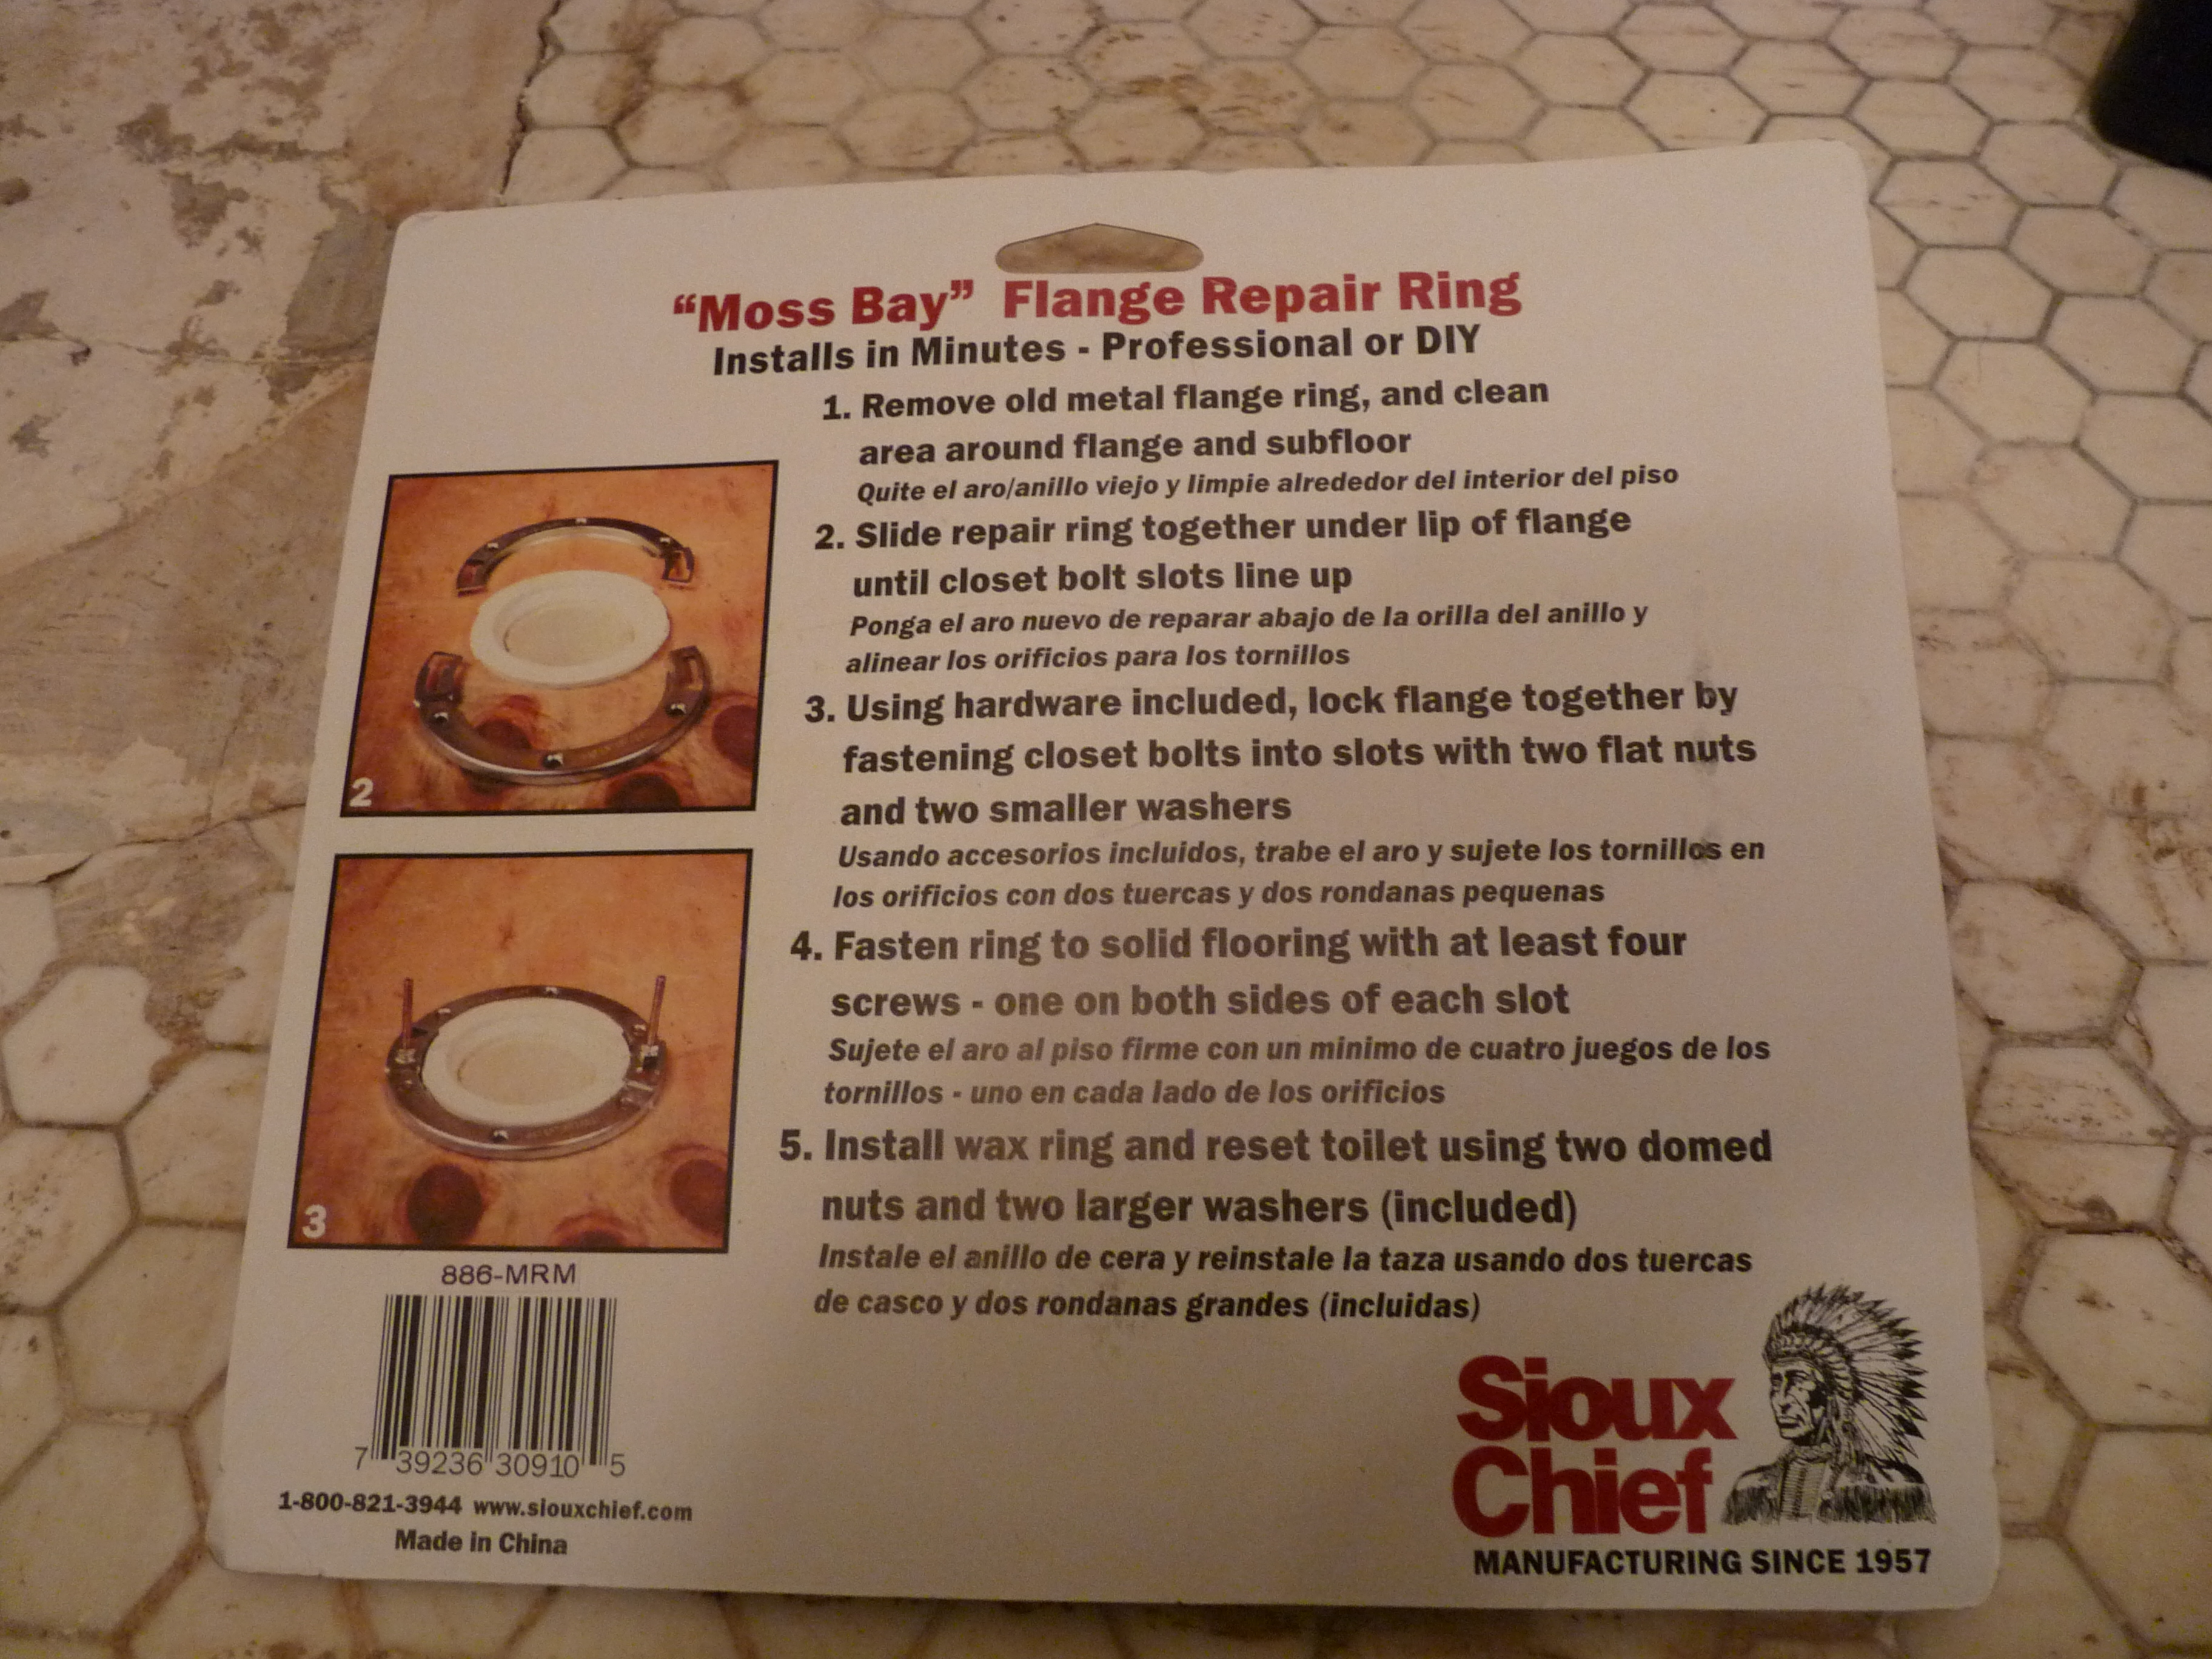 “Moss Bay” Flange Repair Ring
Installs in Minutes - Professional or DIY
1. Remove old metal flange ring, and clean
area around flange and subfloor
Quite el aro/anillo viejo y limpie alrededor del interior del piso
2. Slide repair ring together under lip of flange
until closet bolt slots line up
Ponga el aro nuevo de reparar abajo de la orilla del anillo y
alinear los orificios para los tornillos
3. Using hardware included, lock flange together by
fastening closet bolts into slots with two flat nuts
and two smaller washers
Usando accesorios incluidos, trabe el aro y sujete los tornillos en
los orificios con dos tuercas y dos rondanas pequenas
4. Fasten ring to solid flooring with at least four
screws - one on both sides of each slot
Sujete el aro al piso firme con un minimo de cuatro juegos de los
tornillos - uno en cada lado de los orificios
5. Install wax ring and reset toilet using two domed
nuts and two larger washers (included)
Instale el anillo de cera y reinstale la taza usando dos tuercas
de casco y dos rondanas grandes (incluidas)
2
3
886-MRM
7 39236 30910 5
1-800-821-3944 www.siouxchief.com
Made in China
Sioux
Chief
MANUFACTURING SINCE 1957